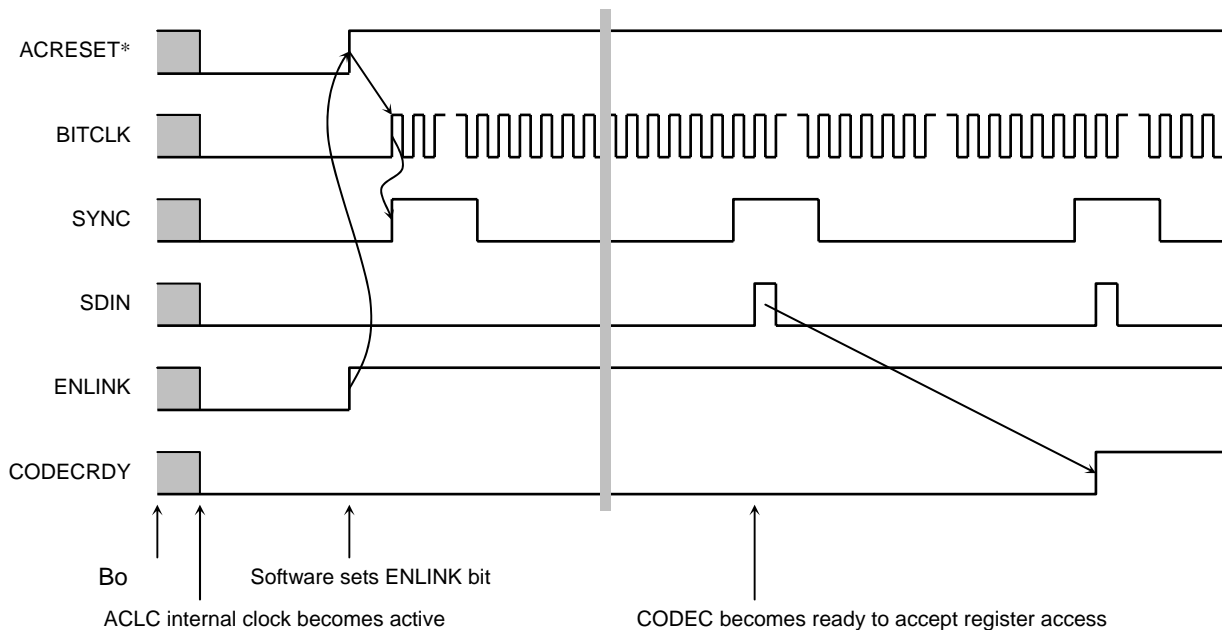 ACRESET*
BITCLK
SYNC
SDIN
ENLINK
CODECRDY
Bo
Software sets ENLINK bit
ACLC internal clock becomes active
CODEC becomes ready to accept register access